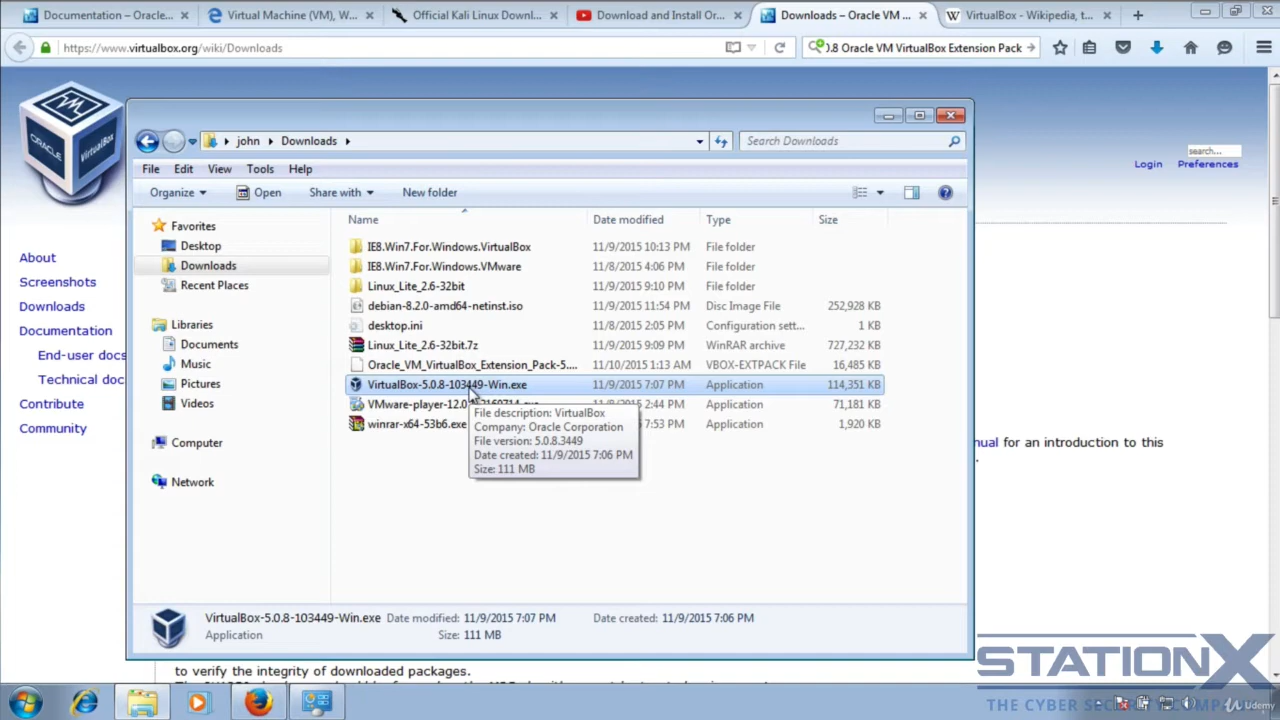 Documentation – Oracle...
Virtual Machine (VM), W...
Official Kali Linux Downl...
Download and Install Or...
Downloads – Oracle VM ...
VirtualBox - Wikipedia, t...
https://www.virtualbox.org/wiki/Downloads
).8 Oracle VM VirtualBox Extension Pack
ORACLE
VirtualBox
search...
Login
Preferences
About
Screenshots
Downloads
Documentation
End-user docs
Technical doc
Contribute
Community
john
Downloads
Search Downloads
File Edit View Tools Help
Organize Open Share with New folder
Favorites
Desktop
Downloads
Recent Places
Libraries
Documents
Music
Pictures
Videos
Computer
Network
Name Date modified Type Size
IE8.Win7.For.Windows.VirtualBox 11/9/2015 10:13 PM File folder
IE8.Win7.For.Windows.VMware 11/8/2015 4:06 PM File folder
Linux_Lite_2.6-32bit 11/9/2015 9:10 PM File folder
debian-8.2.0-amd64-netinst.iso 11/9/2015 11:54 PM Disc Image File 252,928 KB
desktop.ini 11/8/2015 2:05 PM Configuration sett... 1 KB
Linux_Lite_2.6-32bit.7z 11/9/2015 9:09 PM WinRAR archive 727,232 KB
Oracle_VM_VirtualBox_Extension_Pack-5.... 11/10/2015 1:13 AM VBOX-EXTPACK File 16,485 KB
VirtualBox-5.0.8-103449-Win.exe 11/9/2015 7:07 PM Application 114,351 KB
VMware-player-12.0 2:44 PM Application 71,181 KB
winrar-x64-53b6.exe 7:53 PM Application 1,920 KB
File description: VirtualBox
Company: Oracle Corporation
File version: 5.0.8.3449
Date created: 11/9/2015 7:06 PM
Size: 111 MB
nual for an introduction to this
VirtualBox-5.0.8-103449-Win.exe Date modified: 11/9/2015 7:07 PM Date created: 11/9/2015 7:06 PM
Application Size: 111 MB
to verify the integrity of downloaded packages.
STATIONX
THE CYBER SECURITY COMPANY
Udemy